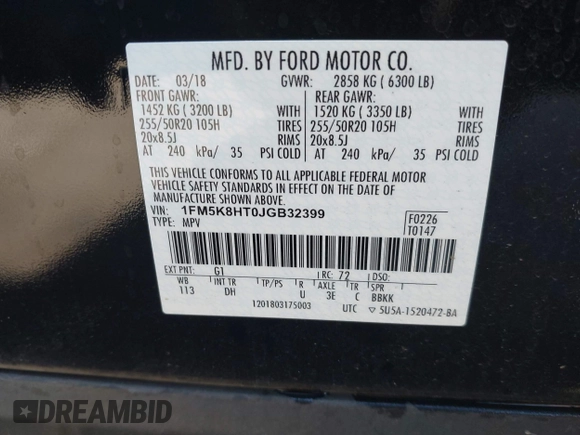 MFD. BY FORD MOTOR CO.
DATE: 03/18 GVWR: 2858 KG ( 6300 LB)
FRONT GAWR: REAR GAWR:
1452 KG ( 3200 LB) WITH 1520 KG ( 3350 LB) WITH
255/50R20 105H TIRES 255/50R20 105H TIRES
20x8.5J RIMS 20x8.5J RIMS
AT 240 kPa/ 35 PSI COLD AT 240 kPa/ 35 PSI COLD
THIS VEHICLE CONFORMS TO ALL APPLICABLE FEDERAL MOTOR
VEHICLE SAFETY STANDARDS IN EFFECT ON THE DATE OF
MANUFACTURE SHOWN ABOVE.
VIN: 1FM5K8HT0JGB32399 F0226
TYPE: MPV T0147
EXT PNT: G1 RC: 72 DSO:
WB INT TR TP/PS R AXLE TR SPR
113 DH U 3E C BBKK
1201803175003 UTC ▽ 5U5A-1520472-BA
DREAMBID